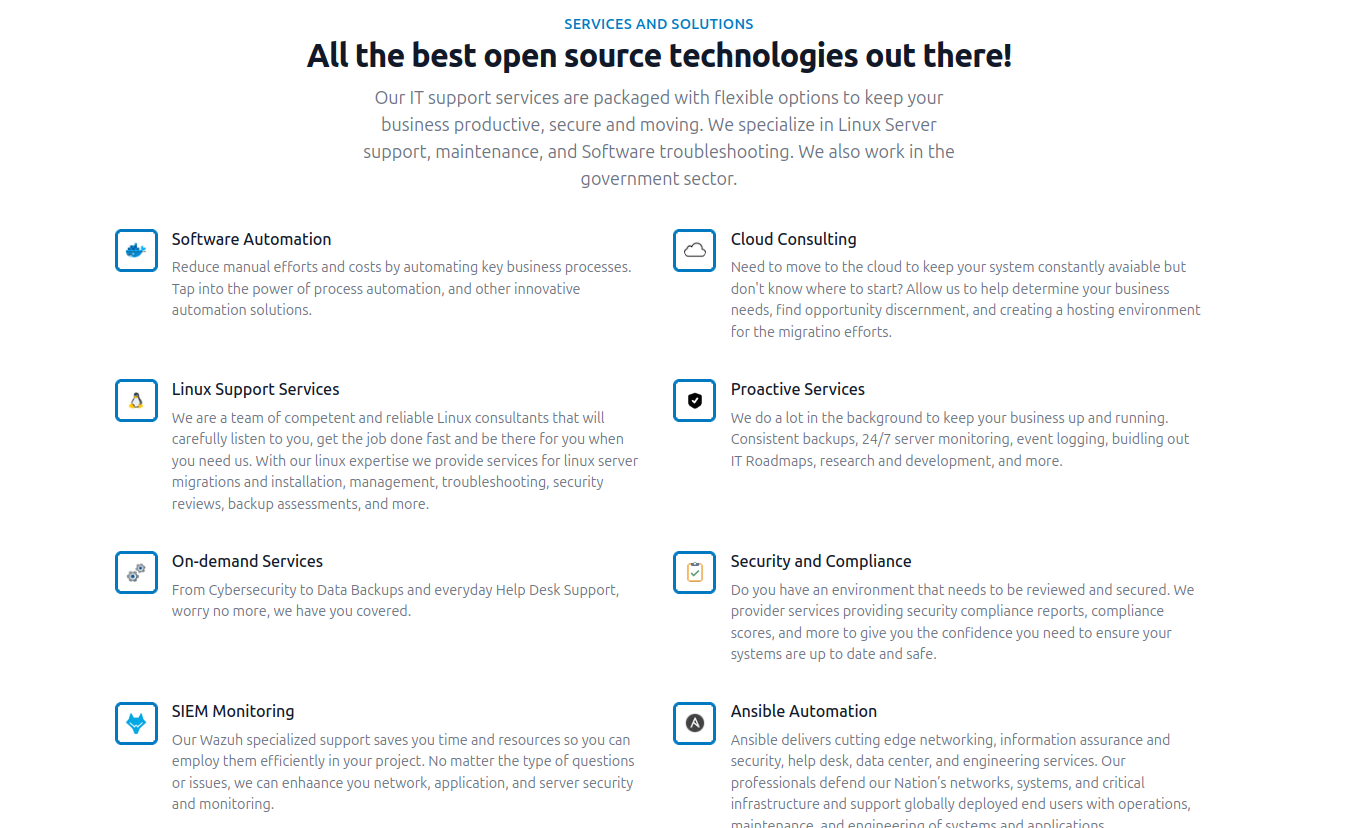 SERVICES AND SOLUTIONS
All the best open source technologies out there!
Our IT support services are packaged with flexible options to keep your
business productive, secure and moving. We specialize in Linux Server
support, maintenance, and Software troubleshooting. We also work in the
government sector.
Software Automation
Reduce manual efforts and costs by automating key business processes.
Tap into the power of process automation, and other innovative
automation solutions.
Cloud Consulting
Need to move to the cloud to keep your system constantly avaiable but
don't know where to start? Allow us to help determine your business
needs, find opportunity discernment, and creating a hosting environment
for the migratino efforts.
Linux Support Services
We are a team of competent and reliable Linux consultants that will
carefully listen to you, get the job done fast and be there for you when
you need us. With our linux expertise we provide services for linux server
migrations and installation, management, troubleshooting, security
reviews, backup assessments, and more.
Proactive Services
We do a lot in the background to keep your business up and running.
Consistent backups, 24/7 server monitoring, event logging, buidling out
IT Roadmaps, research and development, and more.
On-demand Services
From Cybersecurity to Data Backups and everyday Help Desk Support,
worry no more, we have you covered.
Security and Compliance
Do you have an environment that needs to be reviewed and secured. We
provider services providing security compliance reports, compliance
scores, and more to give you the confidence you need to ensure your
systems are up to date and safe.
SIEM Monitoring
Our Wazuh specialized support saves you time and resources so you can
employ them efficiently in your project. No matter the type of questions
or issues, we can enhaance you network, application, and server security
and monitoring.
Ansible Automation
Ansible delivers cutting edge networking, information assurance and
security, help desk, data center, and engineering services. Our
professionals defend our Nation's networks, systems, and critical
infrastructure and support globally deployed end users with operations,
maintenance, and engineering of systems and applications.